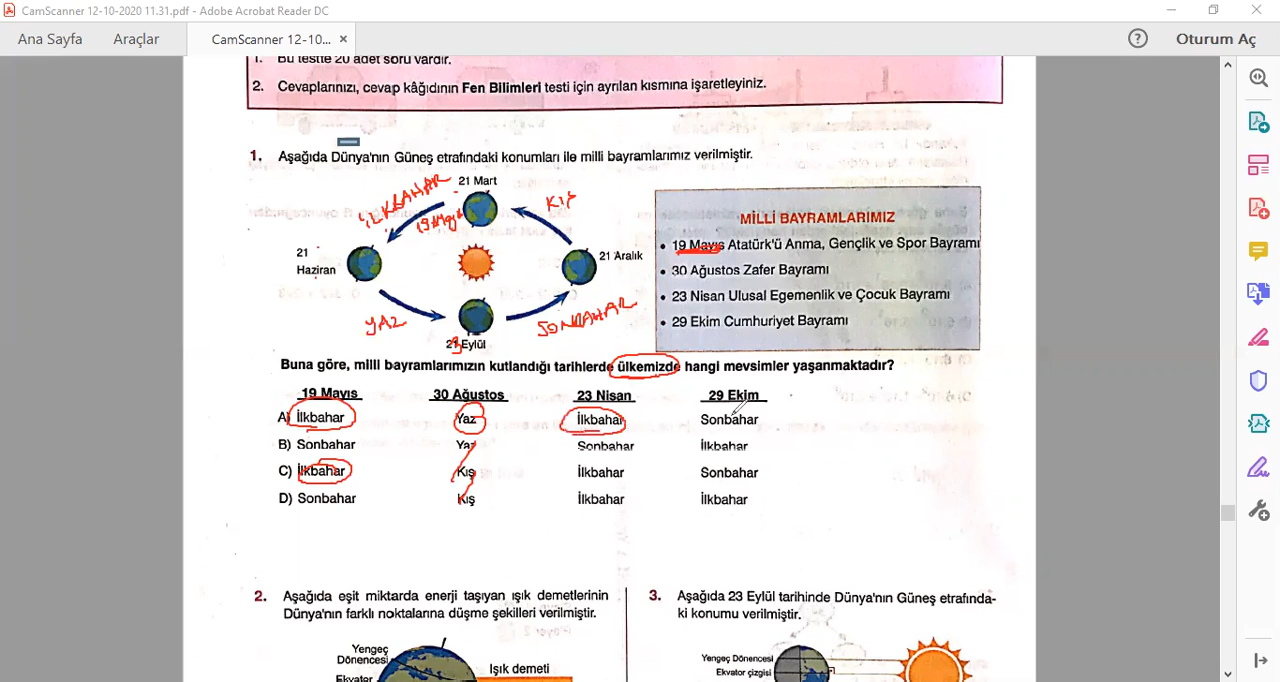 CamScanner 12-10-2020 11.31.pdf - Adobe Acrobat Reader DC
Ana Sayfa
Araçlar
CamScanner 12-10... ×
Oturum Aç
1. Bu testte 20 adet soru vardır.
2. Cevaplarınızı, cevap kâğıdının Fen Bilimleri testi için ayrılan kısmına işaretleyiniz.
1. Aşağıda Dünya'nın Güneş etrafındaki konumları ile milli bayramlarımız verilmiştir.
21 Mart
İLKBAHAR
19 Mayıs
KIŞ
21
Haziran
21 Aralık
YAZ
SONBAHAR
23 Eylül
MİLLİ BAYRAMLARIMIZ
• 19 Mayıs Atatürk'ü Anma, Gençlik ve Spor Bayramı
• 30 Ağustos Zafer Bayramı
• 23 Nisan Ulusal Egemenlik ve Çocuk Bayramı
• 29 Ekim Cumhuriyet Bayramı
Buna göre, milli bayramlarımızın kutlandığı tarihlerde ülkemizde hangi mevsimler yaşanmaktadır?
19 Mayıs 30 Ağustos 23 Nisan 29 Ekim
A) İlkbahar Yaz İlkbahar Sonbahar
B) Sonbahar Yaz Sonbahar İlkbahar
C) İlkbahar Kış İlkbahar Sonbahar
D) Sonbahar Kış İlkbahar İlkbahar
2. Aşağıda eşit miktarda enerji taşıyan ışık demetlerinin
Dünya'nın farklı noktalarına düşme şekilleri verilmiştir.
Yengeç
Dönencesi
Ekvator
Işık demeti
3. Aşağıda 23 Eylül tarihinde Dünya'nın Güneş etrafında-
ki konumu verilmiştir.
Yengeç Dönencesi
Ekvator çizgisi